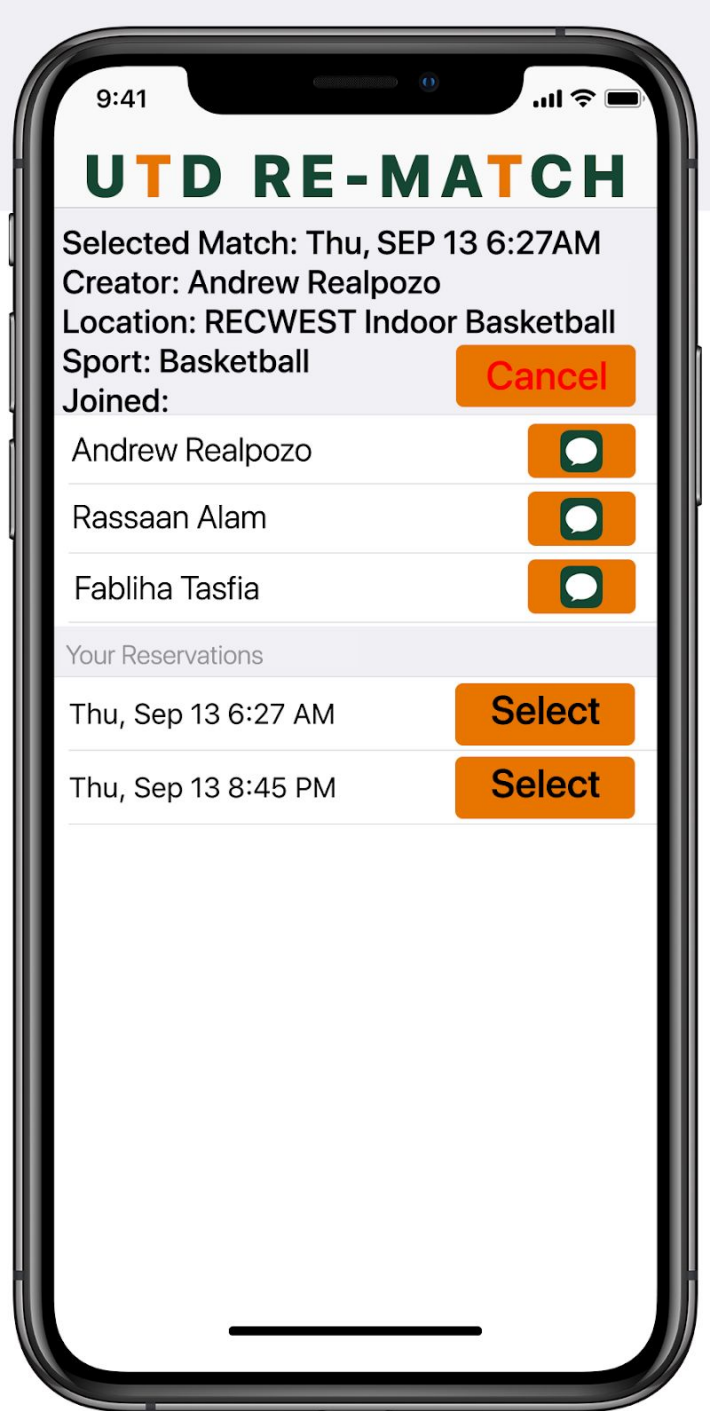 9:41
UTD RE-MATCH
Selected Match: Thu, SEP 13 6:27AM
Creator: Andrew Realpozo
Location: RECWEST Indoor Basketball
Sport: Basketball
Cancel
Joined:
Andrew Realpozo
Rassaan Alam
Fabliha Tasfia
Your Reservations
Thu, Sep 13 6:27 AM Select
Thu, Sep 13 8:45 PM Select